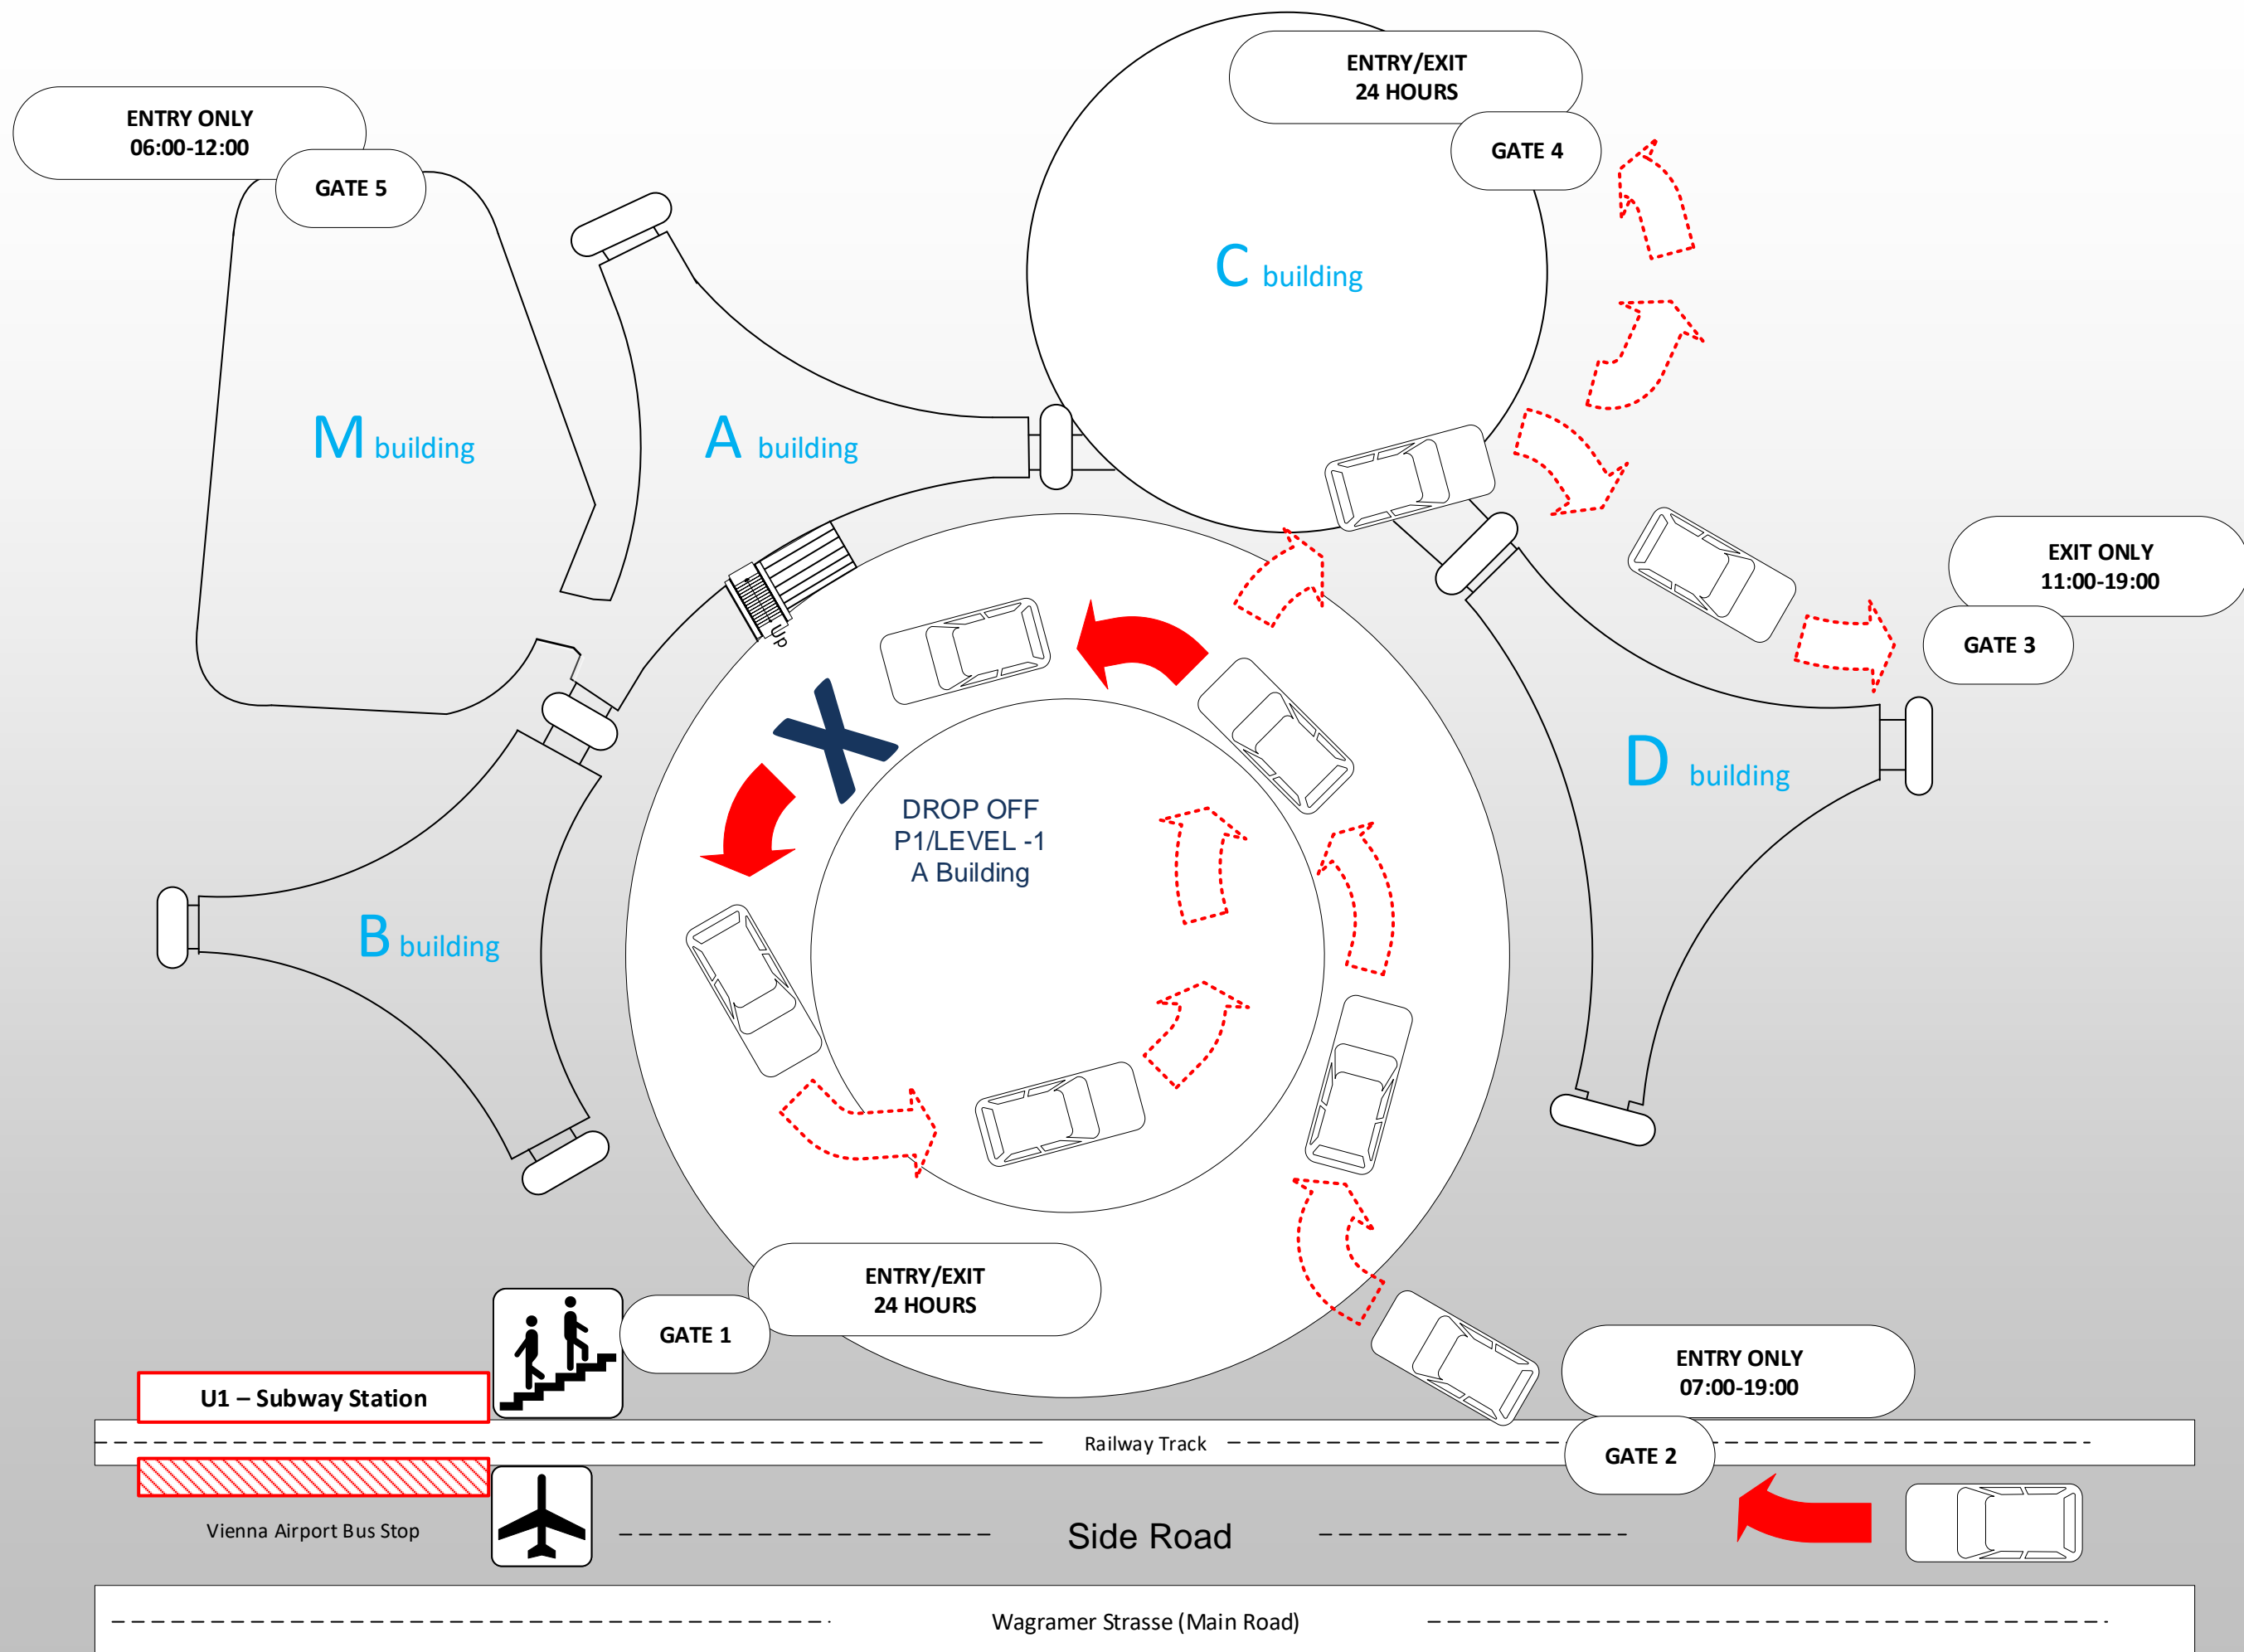 ENTRY/EXIT
24 HOURS
GATE 4
ENTRY ONLY
06:00-12:00
GATE 5
C building
M building
A building
EXIT ONLY
11:00-19:00
GATE 3
UP
D building
DROP OFF
P1/LEVEL -1
A Building
B building
ENTRY/EXIT
24 HOURS
GATE 1
ENTRY ONLY
07:00-19:00
GATE 2
U1 – Subway Station
Railway Track
Vienna Airport Bus Stop
Side Road
Wagramer Strasse (Main Road)